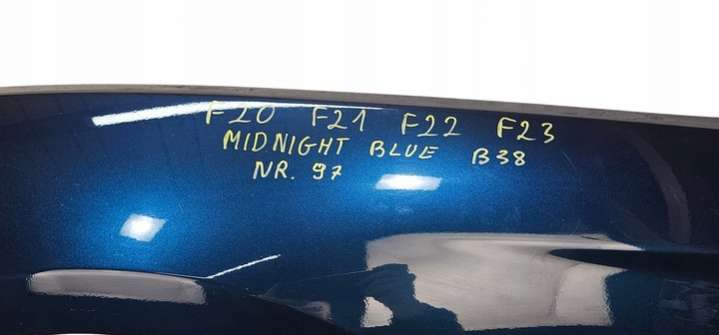 F20 F21 F22 F23
MIDNIGHT BLUE B38
NR. 97